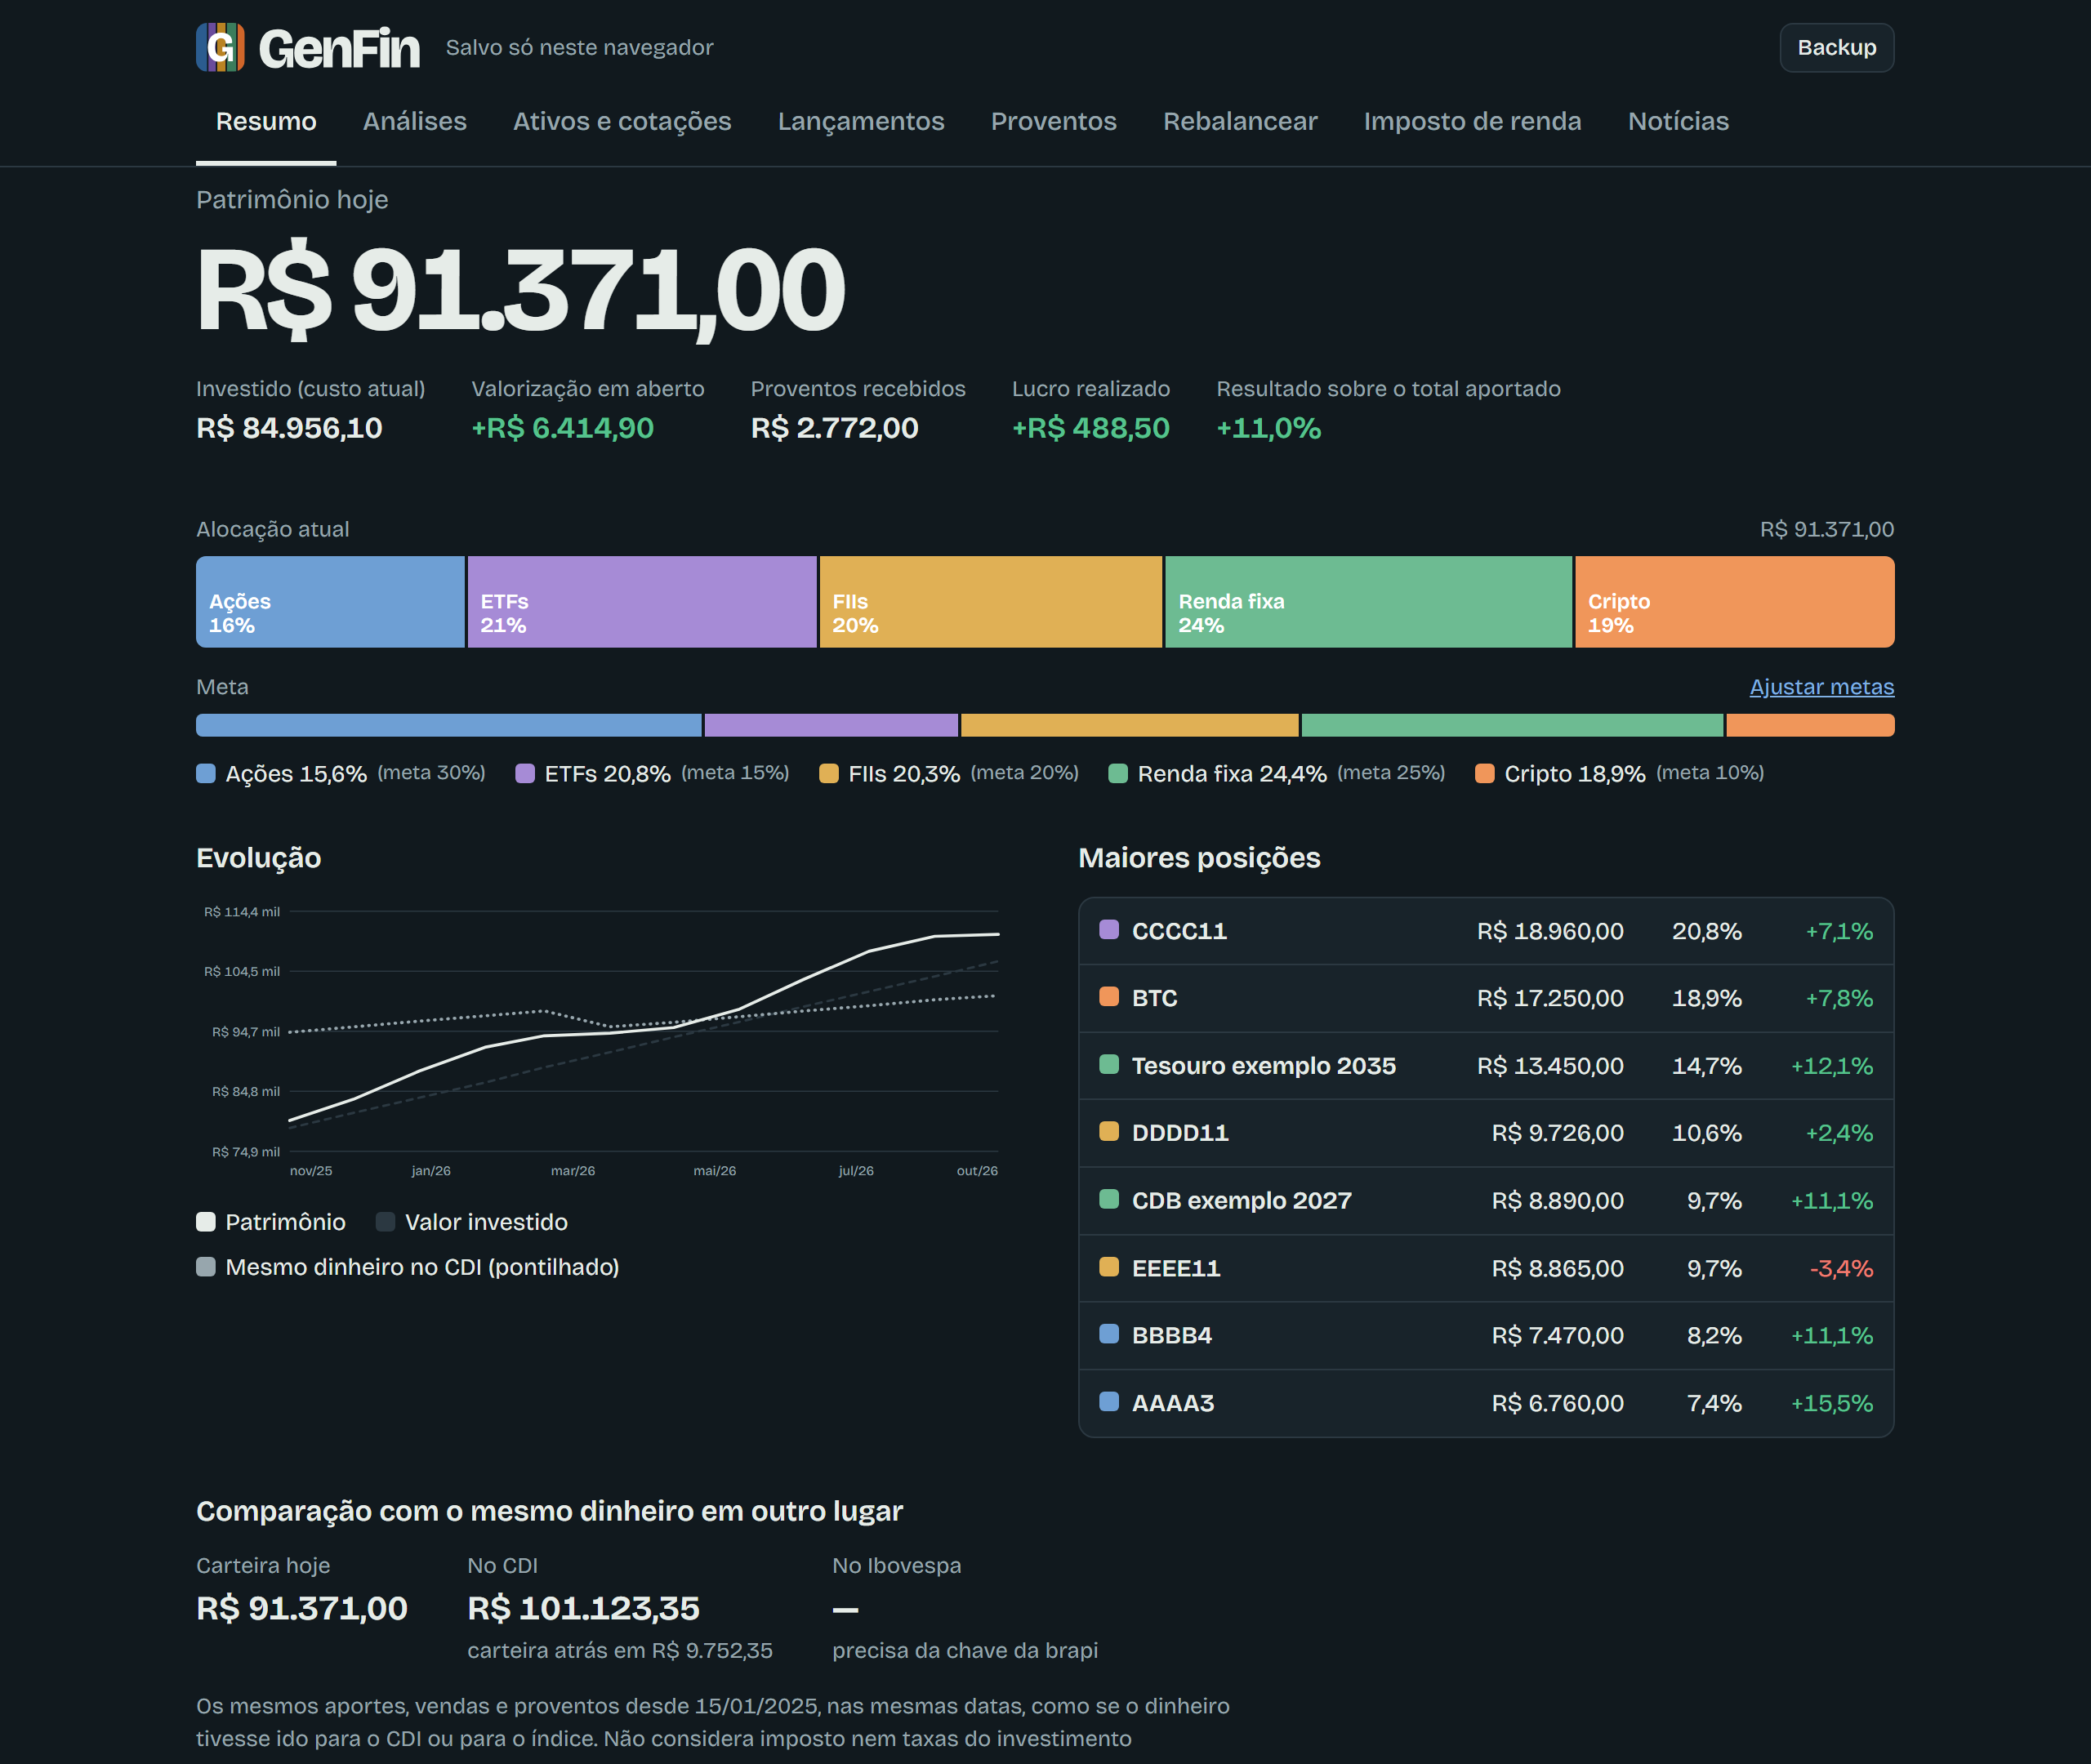 G GenFin Salvo só neste navegador Backup
Resumo Análises Ativos e cotações Lançamentos Proventos Rebalancear Imposto de renda Notícias
Patrimônio hoje
R$ 91.371,00
Investido (custo atual) Valorização em aberto Proventos recebidos Lucro realizado Resultado sobre o total aportado
R$ 84.956,10 +R$ 6.414,90 R$ 2.772,00 +R$ 488,50 +11,0%
Alocação atual R$ 91.371,00
Ações ETFs FIIs Renda fixa Cripto
16% 21% 20% 24% 19%
Meta Ajustar metas
Ações 15,6% (meta 30%) ETFs 20,8% (meta 15%) FIIs 20,3% (meta 20%) Renda fixa 24,4% (meta 25%) Cripto 18,9% (meta 10%)
Evolução
R$ 114,4 mil
R$ 104,5 mil
R$ 94,7 mil
R$ 84,8 mil
R$ 74,9 mil
nov/25 jan/26 mar/26 mai/26 jul/26 out/26
Patrimônio Valor investido
Mesmo dinheiro no CDI (pontilhado)
Maiores posições
CCCC11 R$ 18.960,00 20,8% +7,1%
BTC R$ 17.250,00 18,9% +7,8%
Tesouro exemplo 2035 R$ 13.450,00 14,7% +12,1%
DDDD11 R$ 9.726,00 10,6% +2,4%
CDB exemplo 2027 R$ 8.890,00 9,7% +11,1%
EEEE11 R$ 8.865,00 9,7% -3,4%
BBBB4 R$ 7.470,00 8,2% +11,1%
AAAA3 R$ 6.760,00 7,4% +15,5%
Comparação com o mesmo dinheiro em outro lugar
Carteira hoje No CDI No Ibovespa
R$ 91.371,00 R$ 101.123,35 —
carteira atrás em R$ 9.752,35 precisa da chave da brapi
Os mesmos aportes, vendas e proventos desde 15/01/2025, nas mesmas datas, como se o dinheiro
tivesse ido para o CDI ou para o índice. Não considera imposto nem taxas do investimento